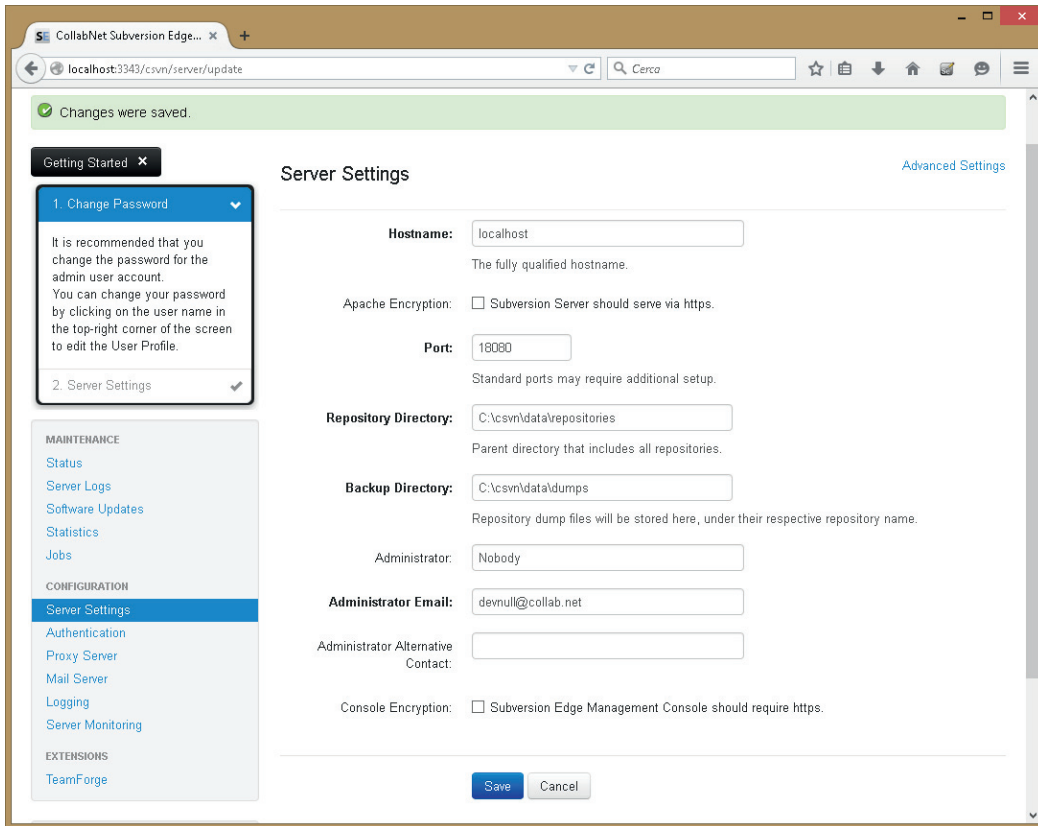 CollabNet Subversion Edge...
localhost:3343/csvn/server/update
Cerca
Changes were saved.
Getting Started
1. Change Password
It is recommended that you
change the password for the
admin user account.
You can change your password
by clicking on the user name in
the top-right corner of the screen
to edit the User Profile.
2. Server Settings
MAINTENANCE
Status
Server Logs
Software Updates
Statistics
Jobs
CONFIGURATION
Server Settings
Authentication
Proxy Server
Mail Server
Logging
Server Monitoring
EXTENSIONS
TeamForge
Server Settings
Advanced Settings
Hostname: localhost
The fully qualified hostname.
Apache Encryption: Subversion Server should serve via https.
Port: 18080
Standard ports may require additional setup.
Repository Directory: C:\csvn\data\repositories
Parent directory that includes all repositories.
Backup Directory: C:\csvn\data\dumps
Repository dump files will be stored here, under their respective repository name.
Administrator: Nobody
Administrator Email: devnull@collab.net
Administrator Alternative
Contact:
Console Encryption: Subversion Edge Management Console should require https.
Save Cancel